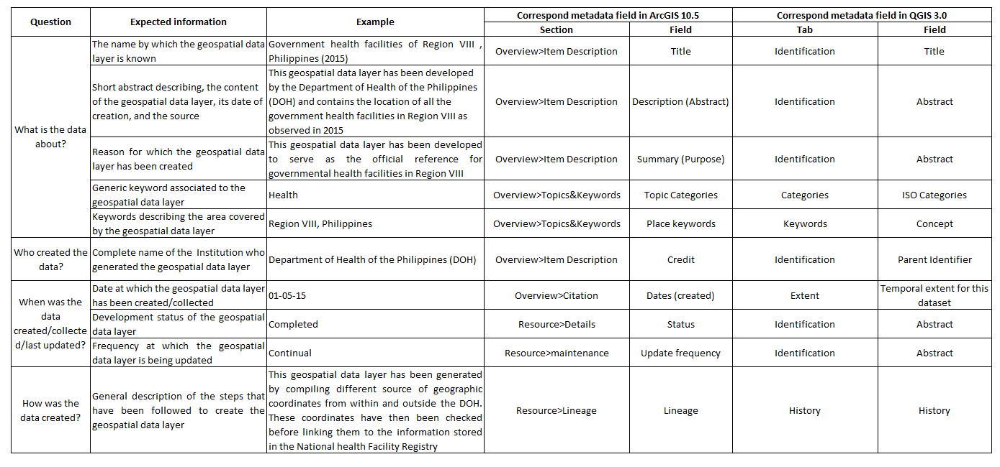 Question
Expected information
Example
Correspond metadata field in ArcGIS 10.5
Correspond metadata field in QGIS 3.0
Section
Field
Tab
Field
What is the data
about?
The name by which the geospatial data
layer is known
Government health facilities of Region VIII ,
Philippines (2015)
Overview>Item Description
Title
Identification
Title
Short abstract describing, the content
of the geospatial data layer, its date of
creation, and the source
This geospatial data layer has been developed
by the Department of Health of the Philippines
(DOH) and contains the location of all the
government health facilities in Region VIII as
observed in 2015
Overview>Item Description
Description (Abstract)
Identification
Abstract
Reason for which the geospatial data
layer has been created
This geospatial data layer has been developed
to serve as the official reference for
governmental health facilities in Region VIII
Overview>Item Description
Summary (Purpose)
Identification
Abstract
Generic keyword associated to the
geospatial data layer
Health
Overview>Topics&Keywords
Topic Categories
Categories
ISO Categories
Keywords describing the area covered
by the geospatial data layer
Region VIII, Philippines
Overview>Topics&Keywords
Place keywords
Keywords
Concept
Who created the
data?
Complete name of the Institution who
generated the geospatial data layer
Department of Health of the Philippines (DOH)
Overview>Item Description
Credit
Identification
Parent Identifier
When was the
data
created/collecte
d/last updated?
Date at which the geospatial data layer
has been created/collected
01-05-15
Overview>Citation
Dates (created)
Extent
Temporal extent for this
dataset
Development status of the geospatial
data layer
Completed
Resource>Details
Status
Identification
Abstract
Frequency at which the geospatial
data layer is being updated
Continual
Resource>maintenance
Update frequency
Identification
Abstract
How was the
data created?
General description of the steps that
have been followed to create the
geospatial data layer
This geospatial data layer has been generated
by compiling different source of geographic
coordinates from within and outside the DOH.
These coordinates have then been checked
before linking them to the information stored
in the National health Facility Registry
Resource>Lineage
Lineage
History
History